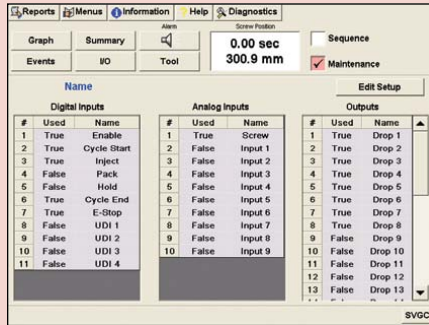 Reports Menus Information Help Diagnostics
Alarm Screw Position
Graph Summary 0.00 sec Sequence
Events I/O Tool 300.9 mm Maintenance
Name Edit Setup
Digital Inputs Analog Inputs Outputs
# Used Name # Used Name # Used Name
1 True Enable 1 True Screw 1 True Drop 1
2 True Cycle Start 2 False Input 1 2 True Drop 2
3 True Inject 3 False Input 2 3 True Drop 3
4 False Pack 4 False Input 3 4 True Drop 4
5 False Hold 5 False Input 4 5 True Drop 5
6 True Cycle End 6 False Input 5 6 True Drop 6
7 True E-Stop 7 False Input 6 7 True Drop 7
8 False UDI 1 8 False Input 7 8 True Drop 8
9 False UDI 2 9 False Input 8 9 False Drop 9
10 False UDI 3 10 False Input 9 10 False Drop 10
11 False UDI 4 11 False Drop 11
12 False Drop 12
13 False Drop 13
SVGC